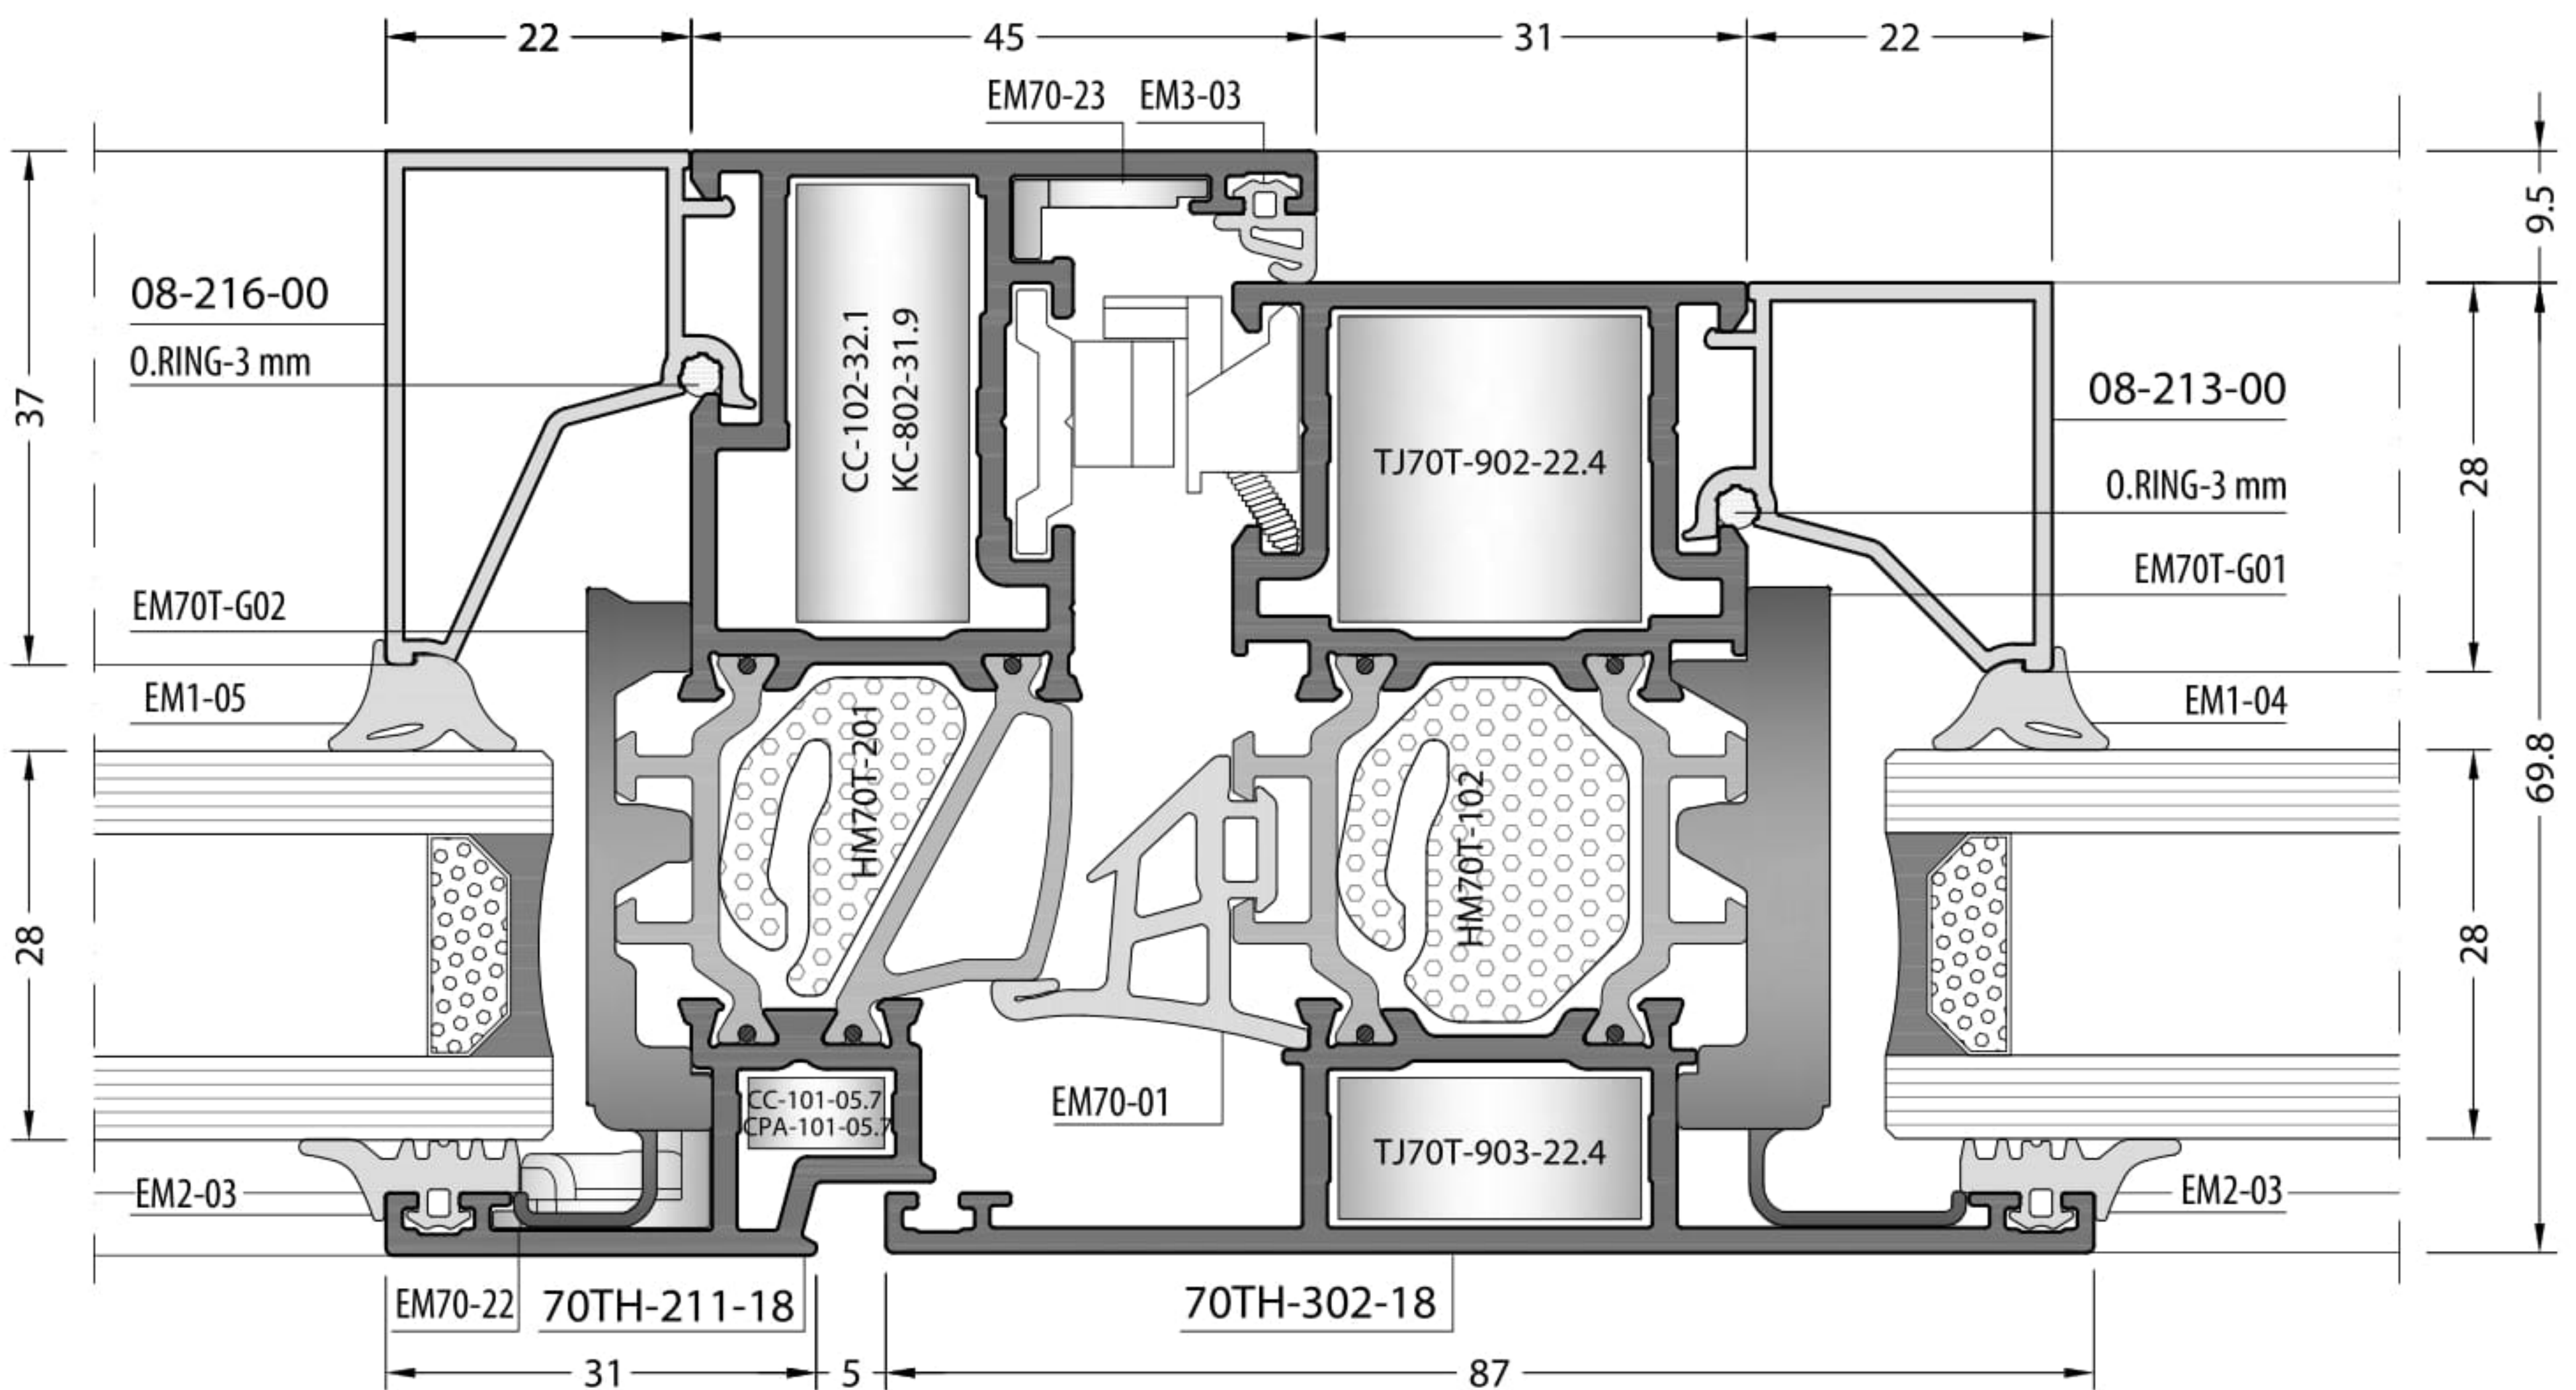 22
45
31
22
EM70-23
EM3-03
9.5
08-216-00
O.RING-3 mm
37
CC-102-32.1
KC-802-31.9
TJ70T-902-22.4
08-213-00
28
O.RING-3 mm
EM70T-G01
EM70T-G02
EM1-05
EM1-04
HM70T-201
HM70T-102
69.8
28
28
CC-101-05.7
CPA-101-05.7
EM70-01
TJ70T-903-22.4
EM2-03
EM2-03
EM70-22
70TH-211-18
70TH-302-18
31
5
87